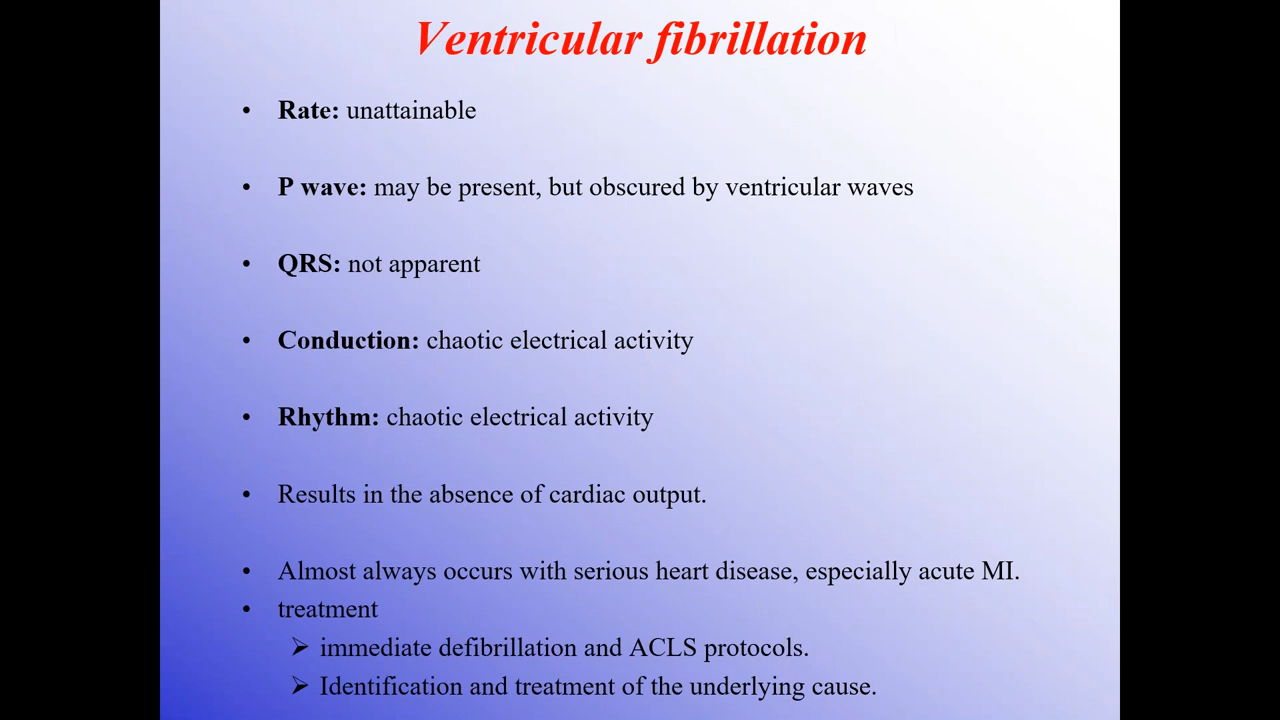 Ventricular fibrillation
• Rate: unattainable
• P wave: may be present, but obscured by ventricular waves
• QRS: not apparent
• Conduction: chaotic electrical activity
• Rhythm: chaotic electrical activity
• Results in the absence of cardiac output.
• Almost always occurs with serious heart disease, especially acute MI.
• treatment
➢ immediate defibrillation and ACLS protocols.
➢ Identification and treatment of the underlying cause.